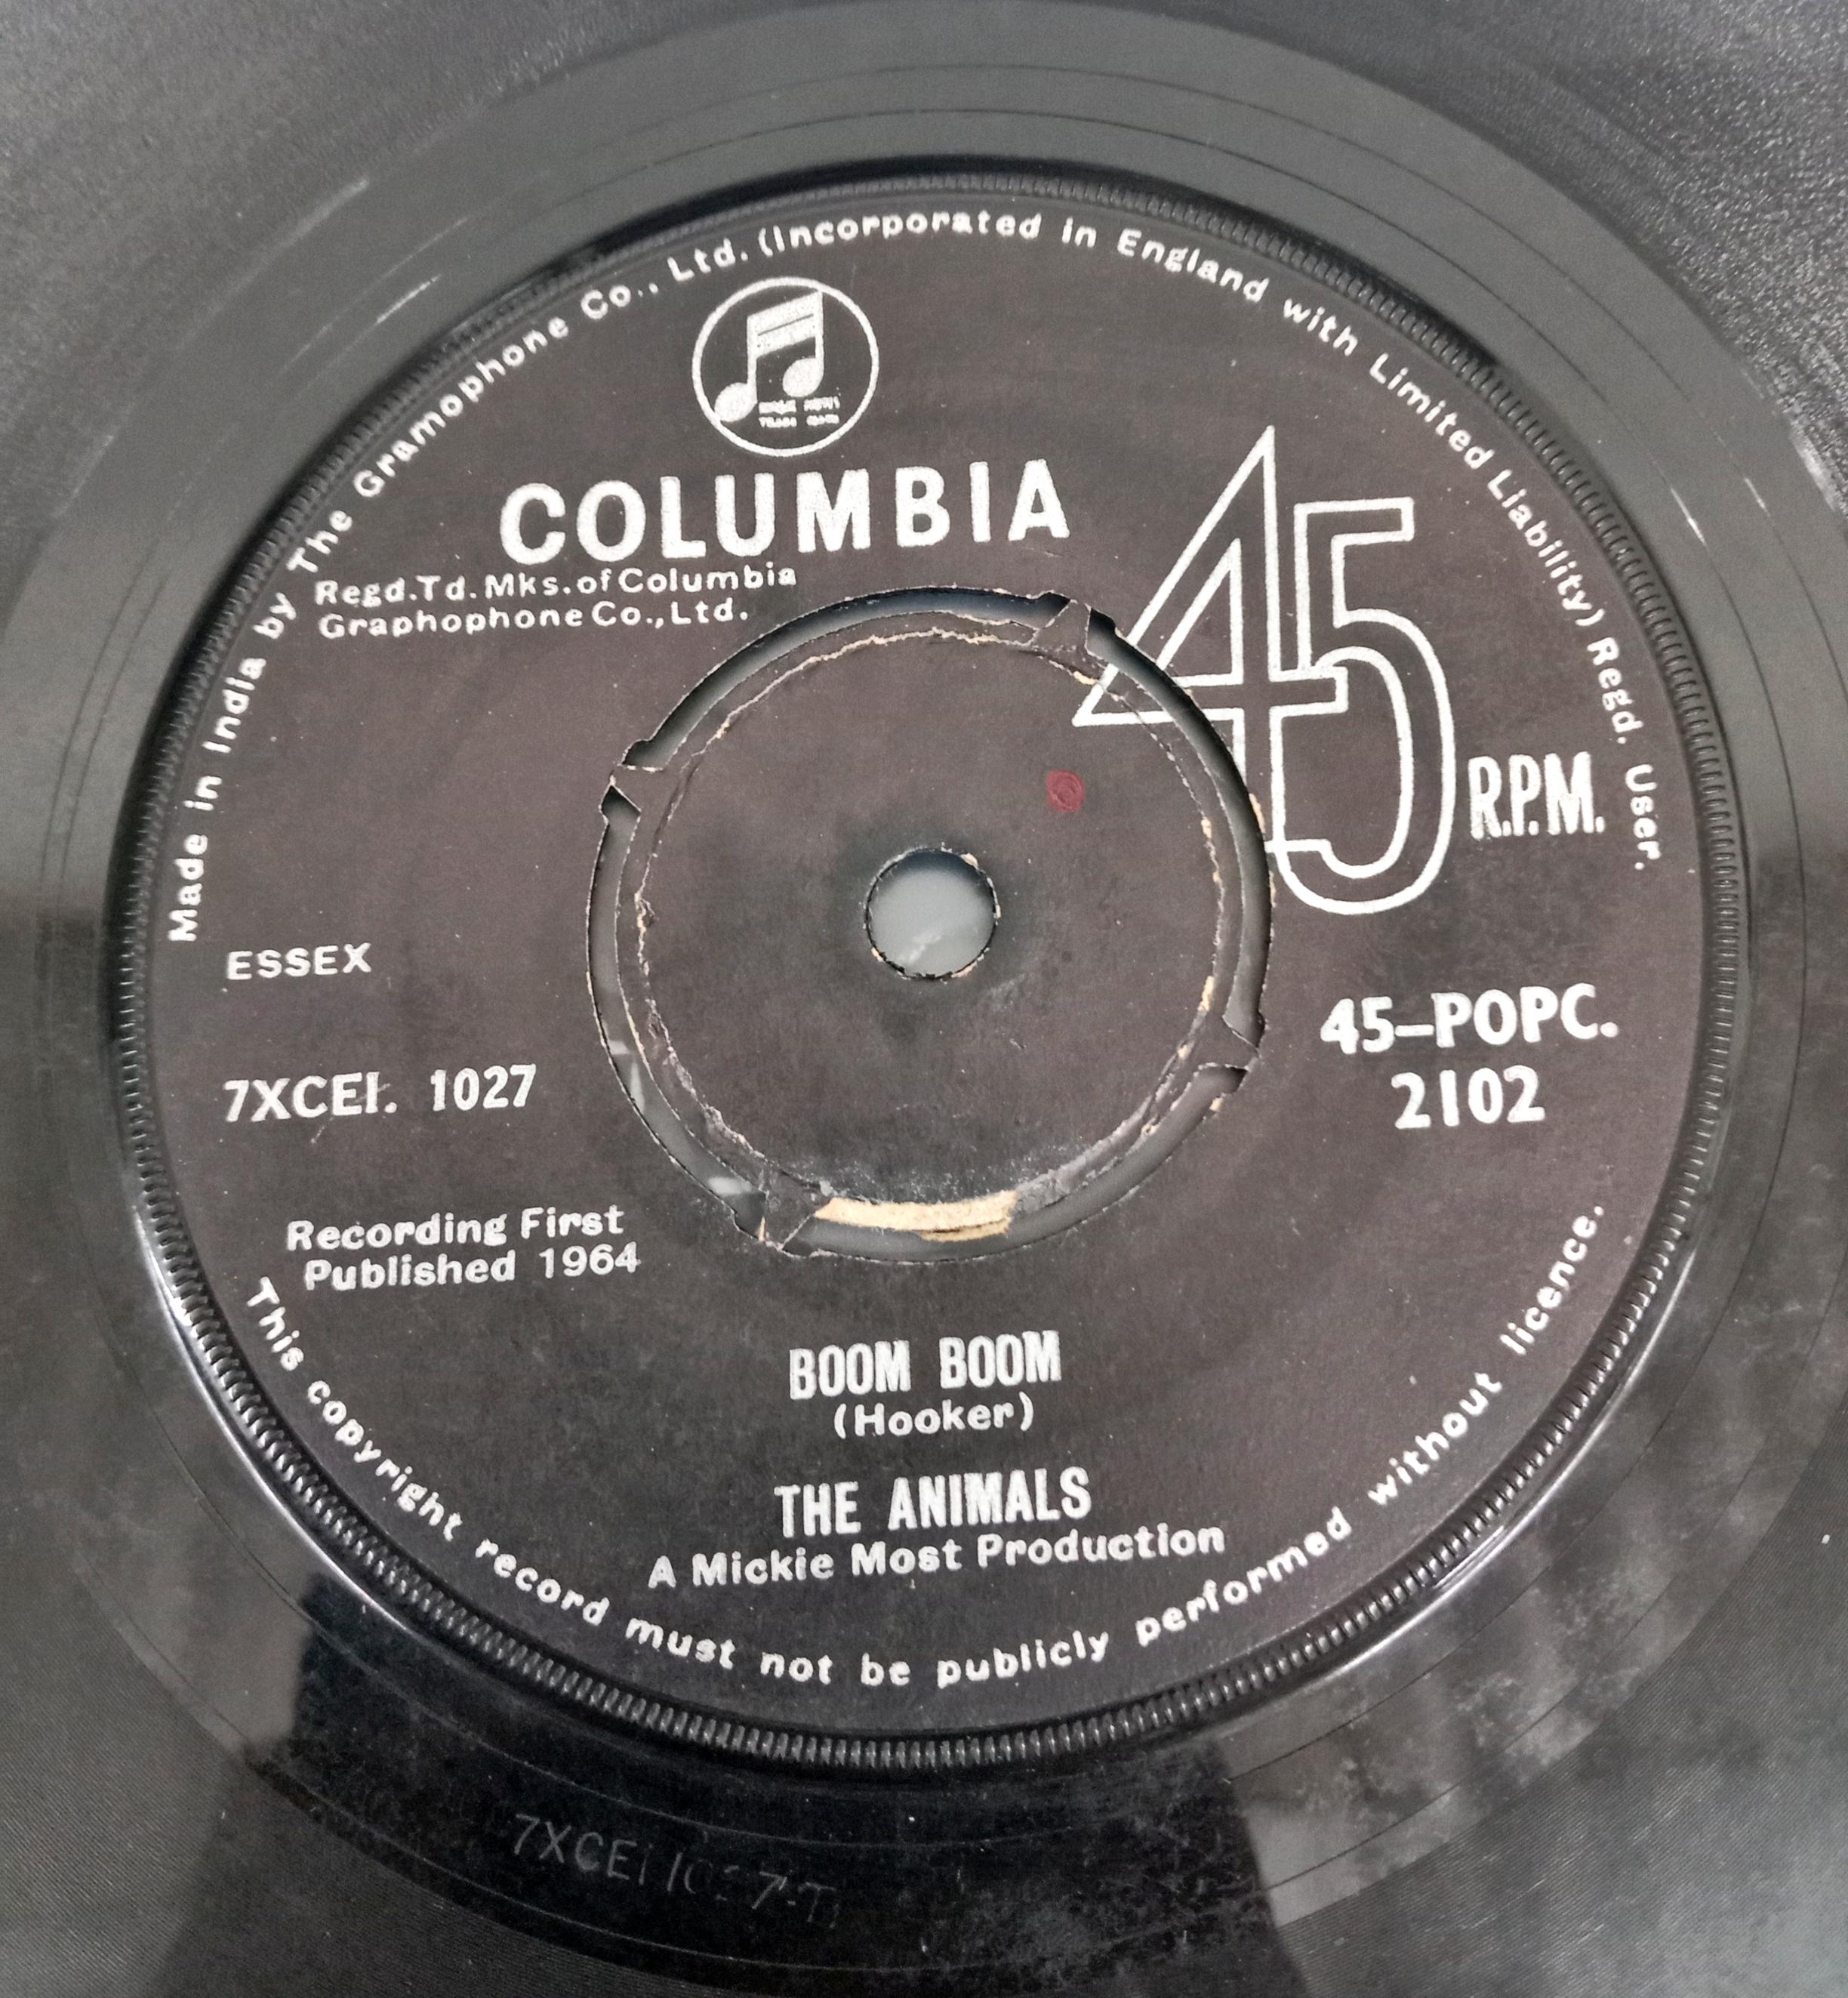 Made in India by The Gramophone Co., Ltd. (Incorporated in England with Limited Liability) Regd. User.
COLUMBIA
Regd.Td.Mks.of Columbia
Graphophone Co.,Ltd.
45
R.P.M.
ESSEX
45-POPC.
2102
7XCEI. 1027
Recording First
Published 1964
BOOM BOOM
(Hooker)
THE ANIMALS
A Mickie Most Production
This copyright record must not be publicly performed without licence.